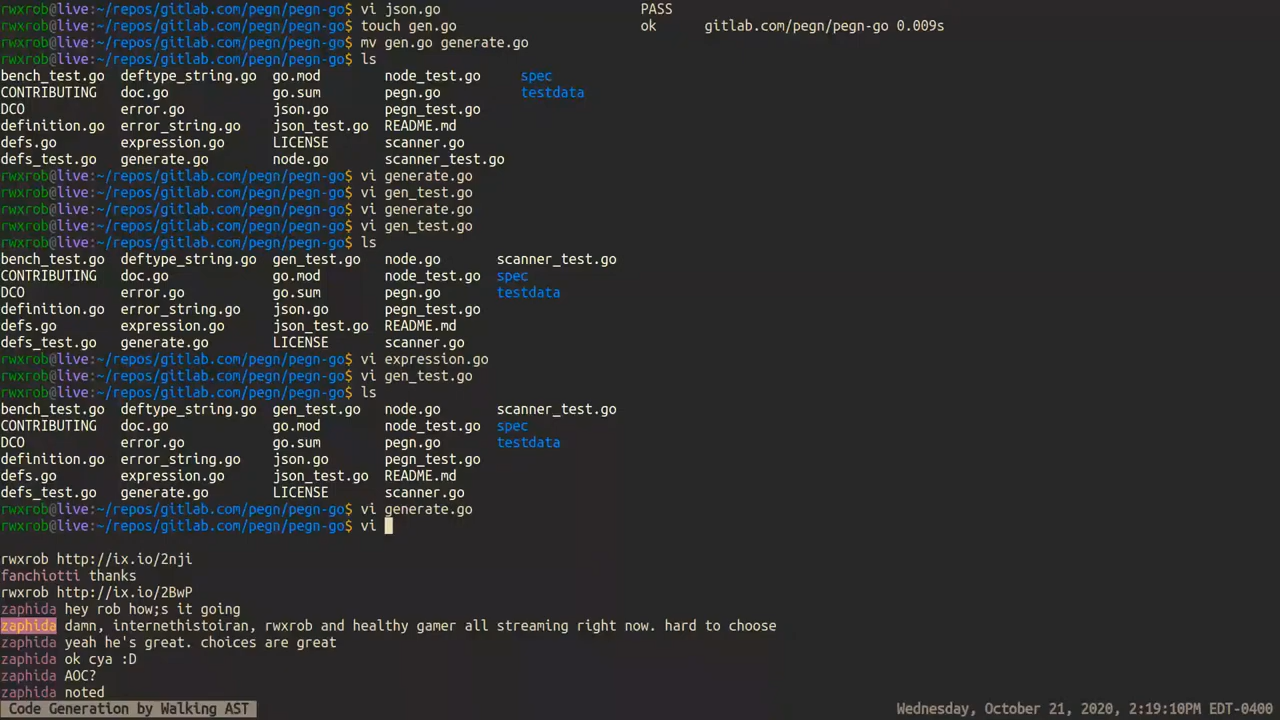 rwxrob@live:~/repos/gitlab.com/pegn/pegn-go$ vi json.go PASS
rwxrob@live:~/repos/gitlab.com/pegn/pegn-go$ touch gen.go ok gitlab.com/pegn/pegn-go 0.009s
rwxrob@live:~/repos/gitlab.com/pegn/pegn-go$ mv gen.go generate.go
rwxrob@live:~/repos/gitlab.com/pegn/pegn-go$ ls
bench_test.go deftype_string.go go.mod node_test.go spec
CONTRIBUTING doc.go go.sum pegn.go testdata
DCO error.go json.go pegn_test.go
definition.go error_string.go json_test.go README.md
defs.go expression.go LICENSE scanner.go
defs_test.go generate.go node.go scanner_test.go
rwxrob@live:~/repos/gitlab.com/pegn/pegn-go$ vi generate.go
rwxrob@live:~/repos/gitlab.com/pegn/pegn-go$ vi gen_test.go
rwxrob@live:~/repos/gitlab.com/pegn/pegn-go$ vi generate.go
rwxrob@live:~/repos/gitlab.com/pegn/pegn-go$ vi gen_test.go
rwxrob@live:~/repos/gitlab.com/pegn/pegn-go$ ls
bench_test.go deftype_string.go gen_test.go node.go scanner_test.go
CONTRIBUTING doc.go go.mod node_test.go spec
DCO error.go go.sum pegn.go testdata
definition.go error_string.go json.go pegn_test.go
defs.go expression.go json_test.go README.md
defs_test.go generate.go LICENSE scanner.go
rwxrob@live:~/repos/gitlab.com/pegn/pegn-go$ vi expression.go
rwxrob@live:~/repos/gitlab.com/pegn/pegn-go$ vi gen_test.go
rwxrob@live:~/repos/gitlab.com/pegn/pegn-go$ ls
bench_test.go deftype_string.go gen_test.go node.go scanner_test.go
CONTRIBUTING doc.go go.mod node_test.go spec
DCO error.go go.sum pegn.go testdata
definition.go error_string.go json.go pegn_test.go
defs.go expression.go json_test.go README.md
defs_test.go generate.go LICENSE scanner.go
rwxrob@live:~/repos/gitlab.com/pegn/pegn-go$ vi generate.go
rwxrob@live:~/repos/gitlab.com/pegn/pegn-go$ vi
rwxrob http://ix.io/2nji
fanchiotti thanks
rwxrob http://ix.io/2BwP
zaphida hey rob how;s it going
zaphida damn, internethistoiran, rwxrob and healthy gamer all streaming right now. hard to choose
zaphida yeah he's great. choices are great
zaphida ok cya :D
zaphida AOC?
zaphida noted
Code Generation by Walking AST Wednesday, October 21, 2020, 2:19:10PM EDT-0400